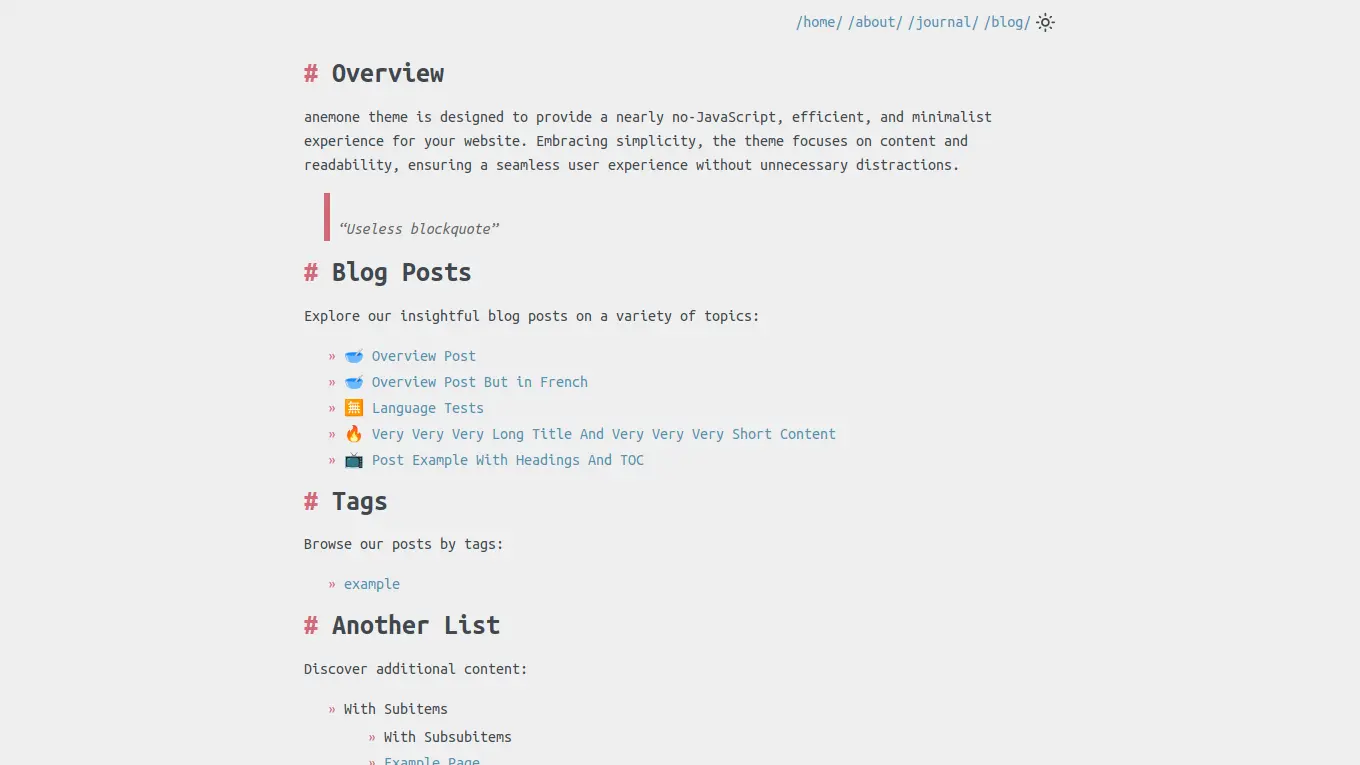 /home/ /about/ /journal/ /blog/
# Overview
anemone theme is designed to provide a nearly no-JavaScript, efficient, and minimalist
experience for your website. Embracing simplicity, the theme focuses on content and
readability, ensuring a seamless user experience without unnecessary distractions.
“Useless blockquote”
# Blog Posts
Explore our insightful blog posts on a variety of topics:
» 🥣 Overview Post
» 🥣 Overview Post But in French
» 🈚 Language Tests
» 🔥 Very Very Very Long Title And Very Very Very Short Content
» 📺 Post Example With Headings And TOC
# Tags
Browse our posts by tags:
» example
# Another List
Discover additional content:
» With Subitems
» With Subsubitems
» Example Page